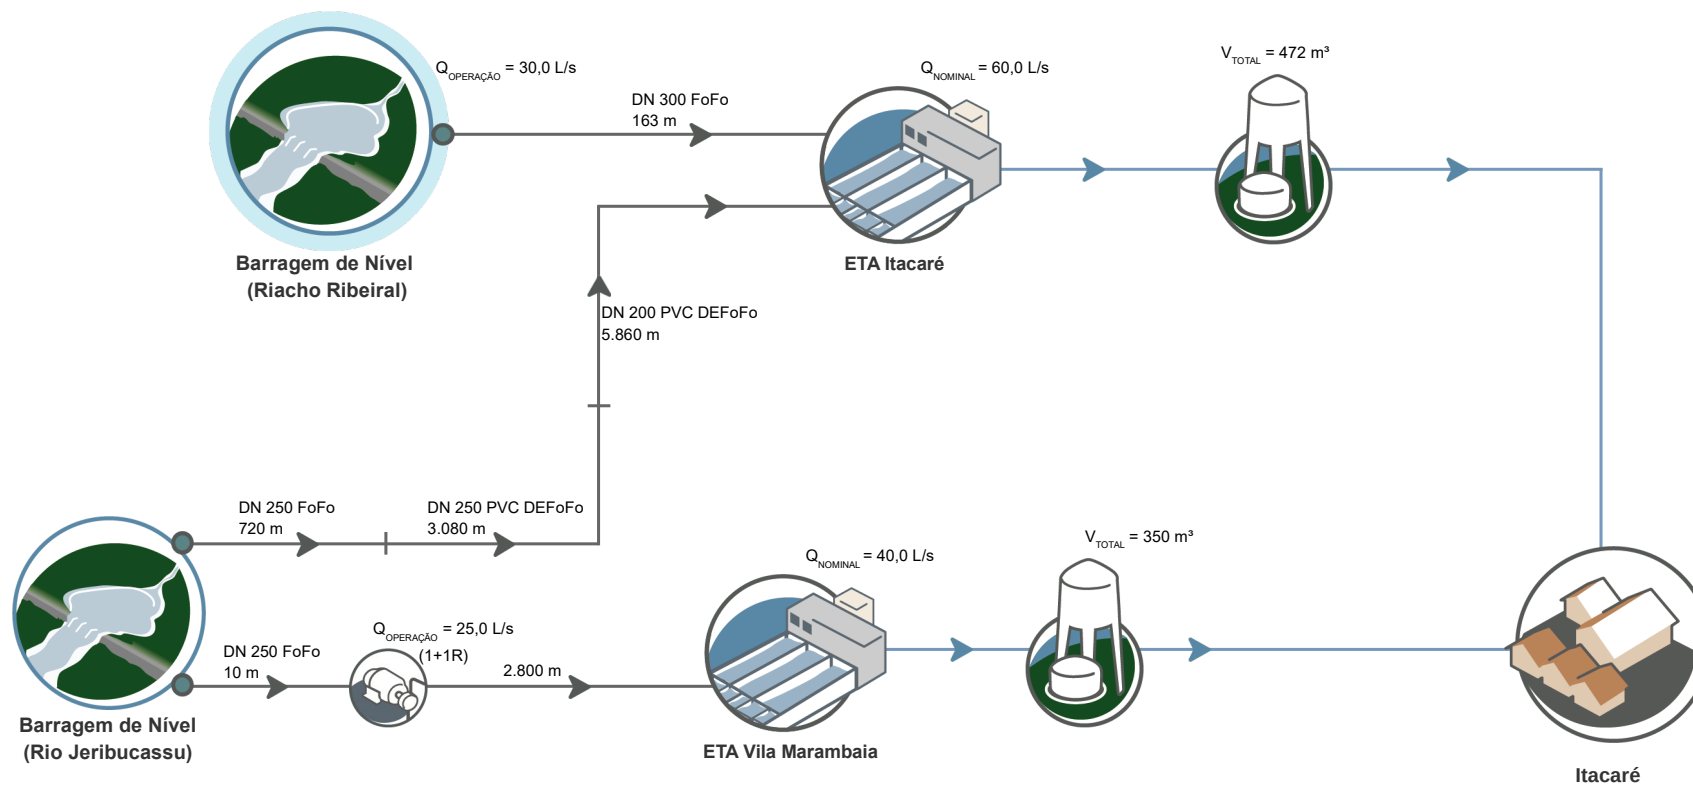 V TOTAL = 472 m³
Q OPERAÇÃO = 30,0 L/s
Q NOMINAL = 60,0 L/s
DN 300 FoFo
163 m
Barragem de Nível
(Riacho Ribeiral)
ETA Itacaré
DN 200 PVC DEFoFo
5.860 m
DN 250 FoFo
720 m
DN 250 PVC DEFoFo
3.080 m
V TOTAL = 350 m³
Q NOMINAL = 40,0 L/s
Q OPERAÇÃO = 25,0 L/s
(1+1R)
DN 250 FoFo
10 m
2.800 m
Barragem de Nível
(Rio Jeribucassu)
ETA Vila Marambaia
Itacaré